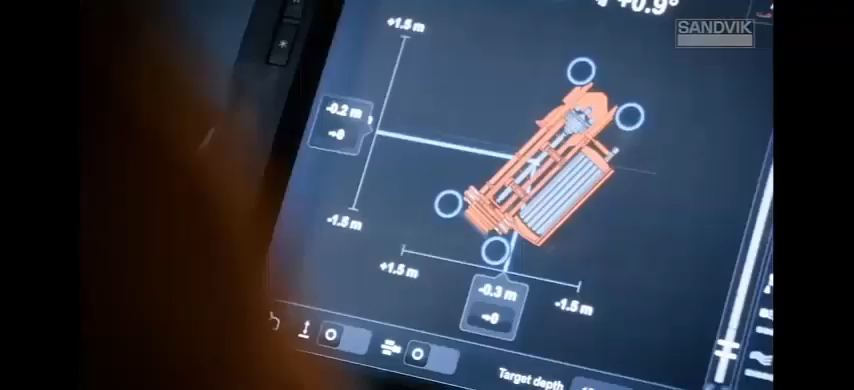 +0.9°
SANDVIK
+1.5 m
-0.2 m
→0
-1.5 m
+1.5 m
-0.3 m
→0
-1.5 m
Target depth